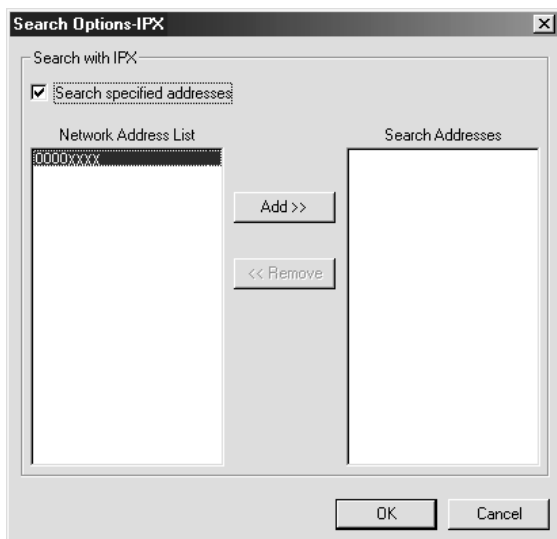 Search Options-IPX
Search with IPX
Search specified addresses
Network Address List
Search Addresses
0000xxxx
Add >>
<< Remove
OK
Cancel